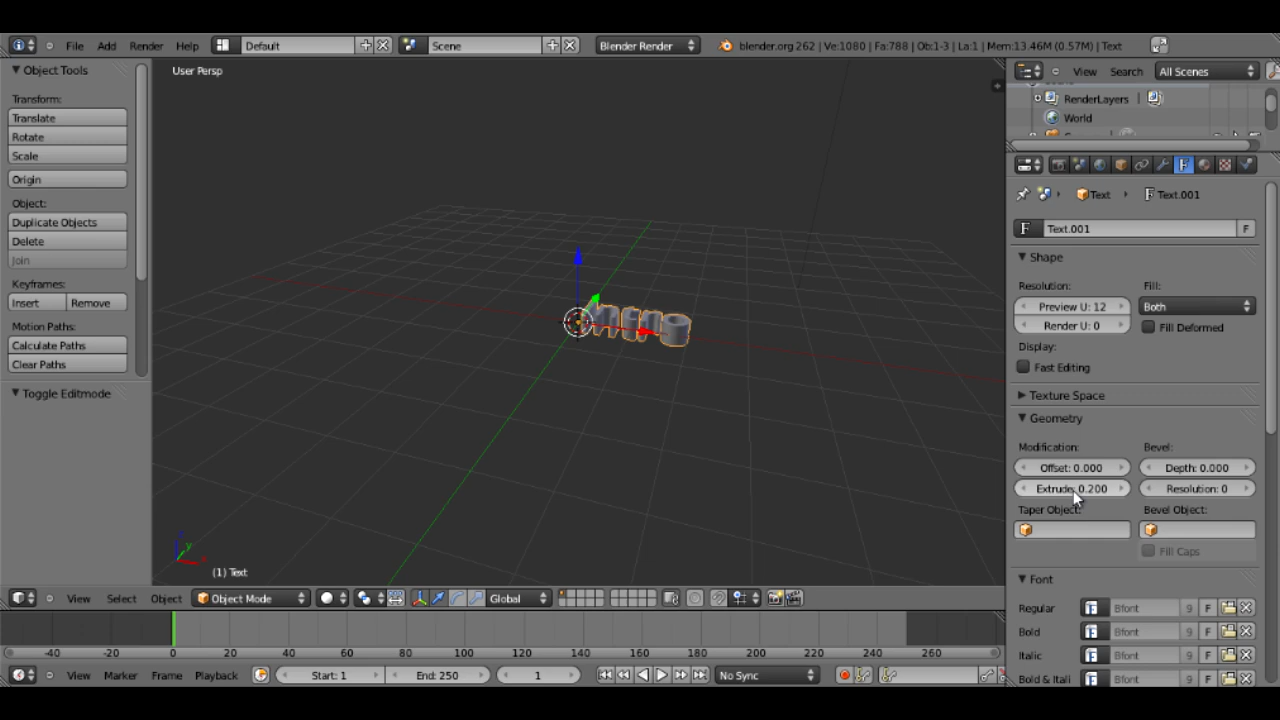 File Add Render Help Default Scene Blender Render blender.org 262 | Ve:1080 | Fa:788 | Ob:1-3 | La:1 | Mem:13.46M (0.57M) | Text
Object Tools
Transform:
Translate
Rotate
Scale
Origin
Object:
Duplicate Objects
Delete
Join
Keyframes:
Insert Remove
Motion Paths:
Calculate Paths
Clear Paths
Toggle Editmode
User Persp
(1) Text
View Search All Scenes
RenderLayers
World
Text Text.001
F Text.001 F
Shape
Resolution: Fill:
Preview U: 12 Both
Render U: 0 Fill Deformed
Display:
Fast Editing
Texture Space
Geometry
Modification: Bevel:
Offset: 0.000 Depth: 0.000
Extrude: 0.200 Resolution: 0
Taper Object: Bevel Object:
Fill Caps
Font
Regular Bfont 9 F
Bold Bfont 9 F
Italic Bfont 9 F
Bold & Itali Bfont 9 F
View Select Object Object Mode Global
-40 -20 0 20 40 60 80 100 120 140 160 180 200 220 240 260
View Marker Frame Playback Start: 1 End: 250 1 No Sync